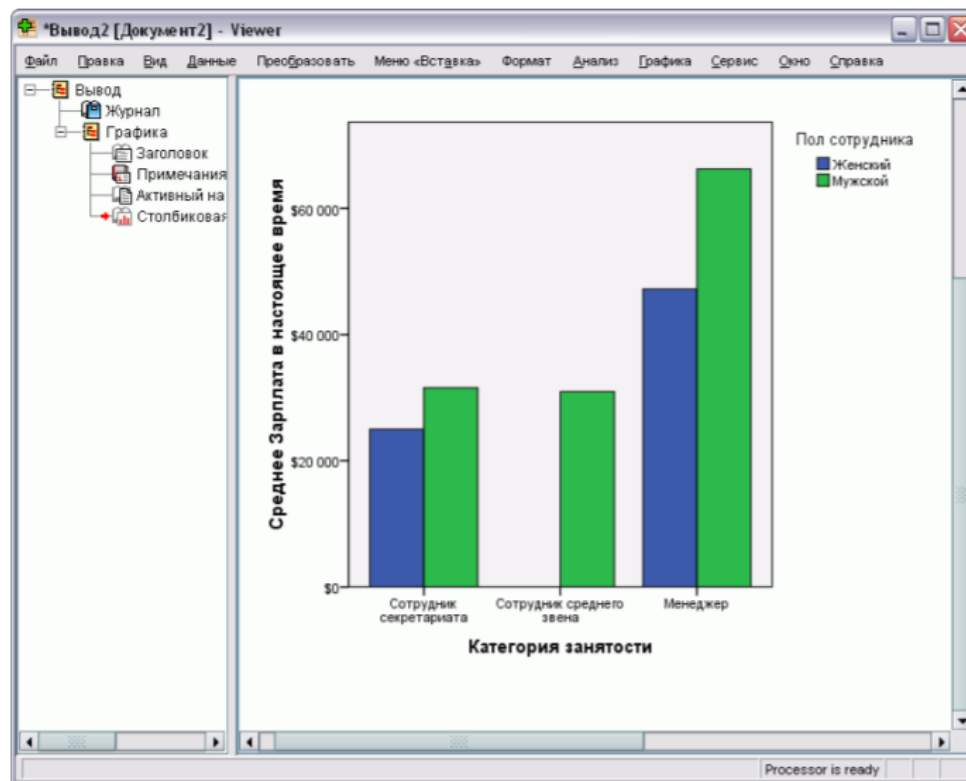 *Вывод2 [Документ2] - Viewer
Файл Правка Вид Данные Преобразовать Меню «Вставка» Формат Анализ Графика Сервис Окно Справка
Вывод
Журнал
Графика
Заголовок
Примечания
Активный на
Столбиковая
Среднее Зарплата в настоящее время
$60 000
$40 000
$20 000
$0
Сотрудник
секретариата
Сотрудник среднего
звена
Менеджер
Категория занятости
Пол сотрудника
Женский
Мужской
Processor is ready